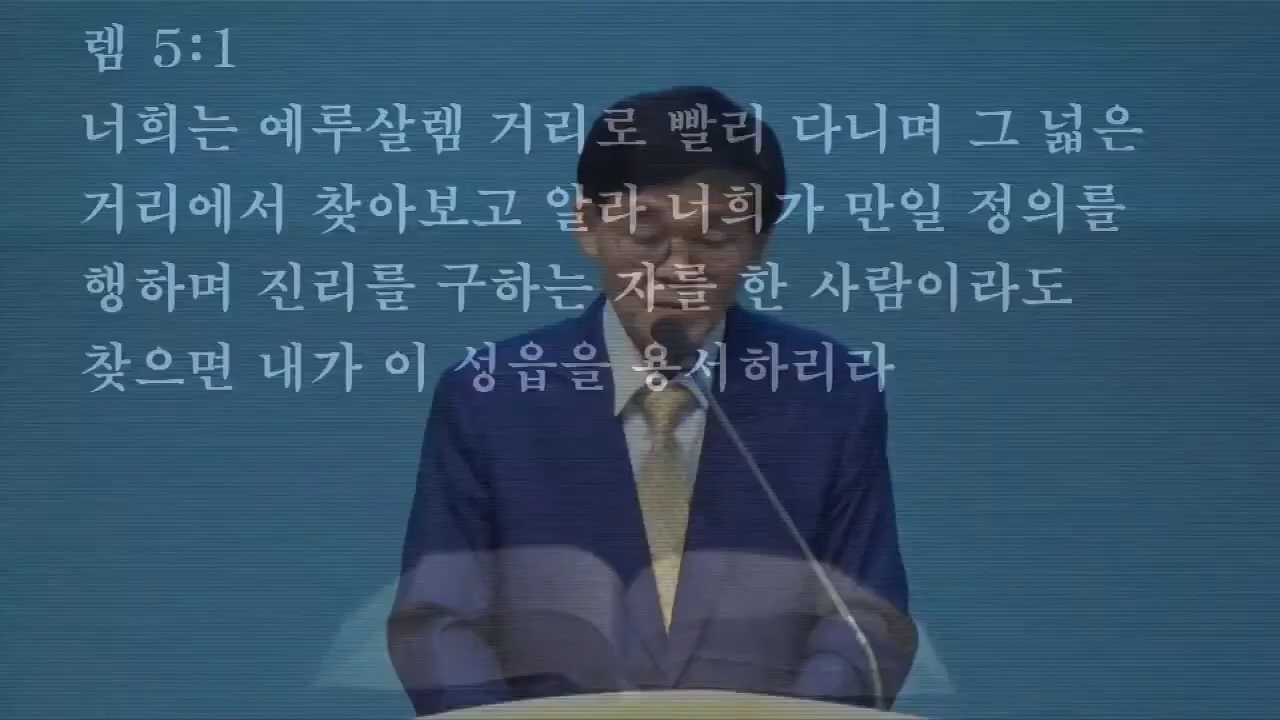 렘 5:1
너희는 예루살렘 거리로 빨리 다니며 그 넓은
거리에서 찾아보고 알라 너희가 만일 정의를
행하며 진리를 구하는 자를 한 사람이라도
찾으면 내가 이 성읍을 용서하리라